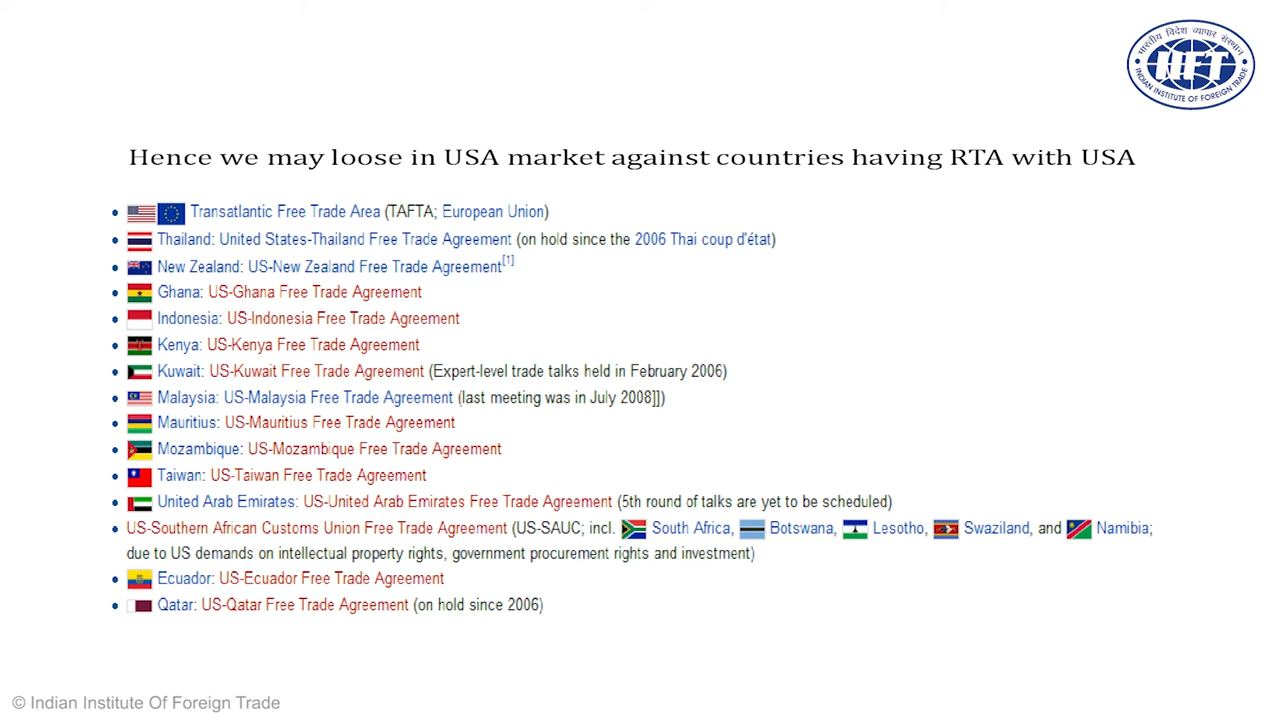 भारतीय विदेश व्यापार संस्थान
IIFT
INDIAN INSTITUTE OF FOREIGN TRADE
Hence we may loose in USA market against countries having RTA with USA
• Transatlantic Free Trade Area (TAFTA; European Union)
• Thailand: United States-Thailand Free Trade Agreement (on hold since the 2006 Thai coup d'état)
• New Zealand: US-New Zealand Free Trade Agreement[1]
• Ghana: US-Ghana Free Trade Agreement
• Indonesia: US-Indonesia Free Trade Agreement
• Kenya: US-Kenya Free Trade Agreement
• Kuwait: US-Kuwait Free Trade Agreement (Expert-level trade talks held in February 2006)
• Malaysia: US-Malaysia Free Trade Agreement (last meeting was in July 2008]])
• Mauritius: US-Mauritius Free Trade Agreement
• Mozambique: US-Mozambique Free Trade Agreement
• Taiwan: US-Taiwan Free Trade Agreement
• United Arab Emirates: US-United Arab Emirates Free Trade Agreement (5th round of talks are yet to be scheduled)
• US-Southern African Customs Union Free Trade Agreement (US-SAUC; incl. South Africa, Botswana, Lesotho, Swaziland, and Namibia;
due to US demands on intellectual property rights, government procurement rights and investment)
• Ecuador: US-Ecuador Free Trade Agreement
• Qatar: US-Qatar Free Trade Agreement (on hold since 2006)
© Indian Institute Of Foreign Trade